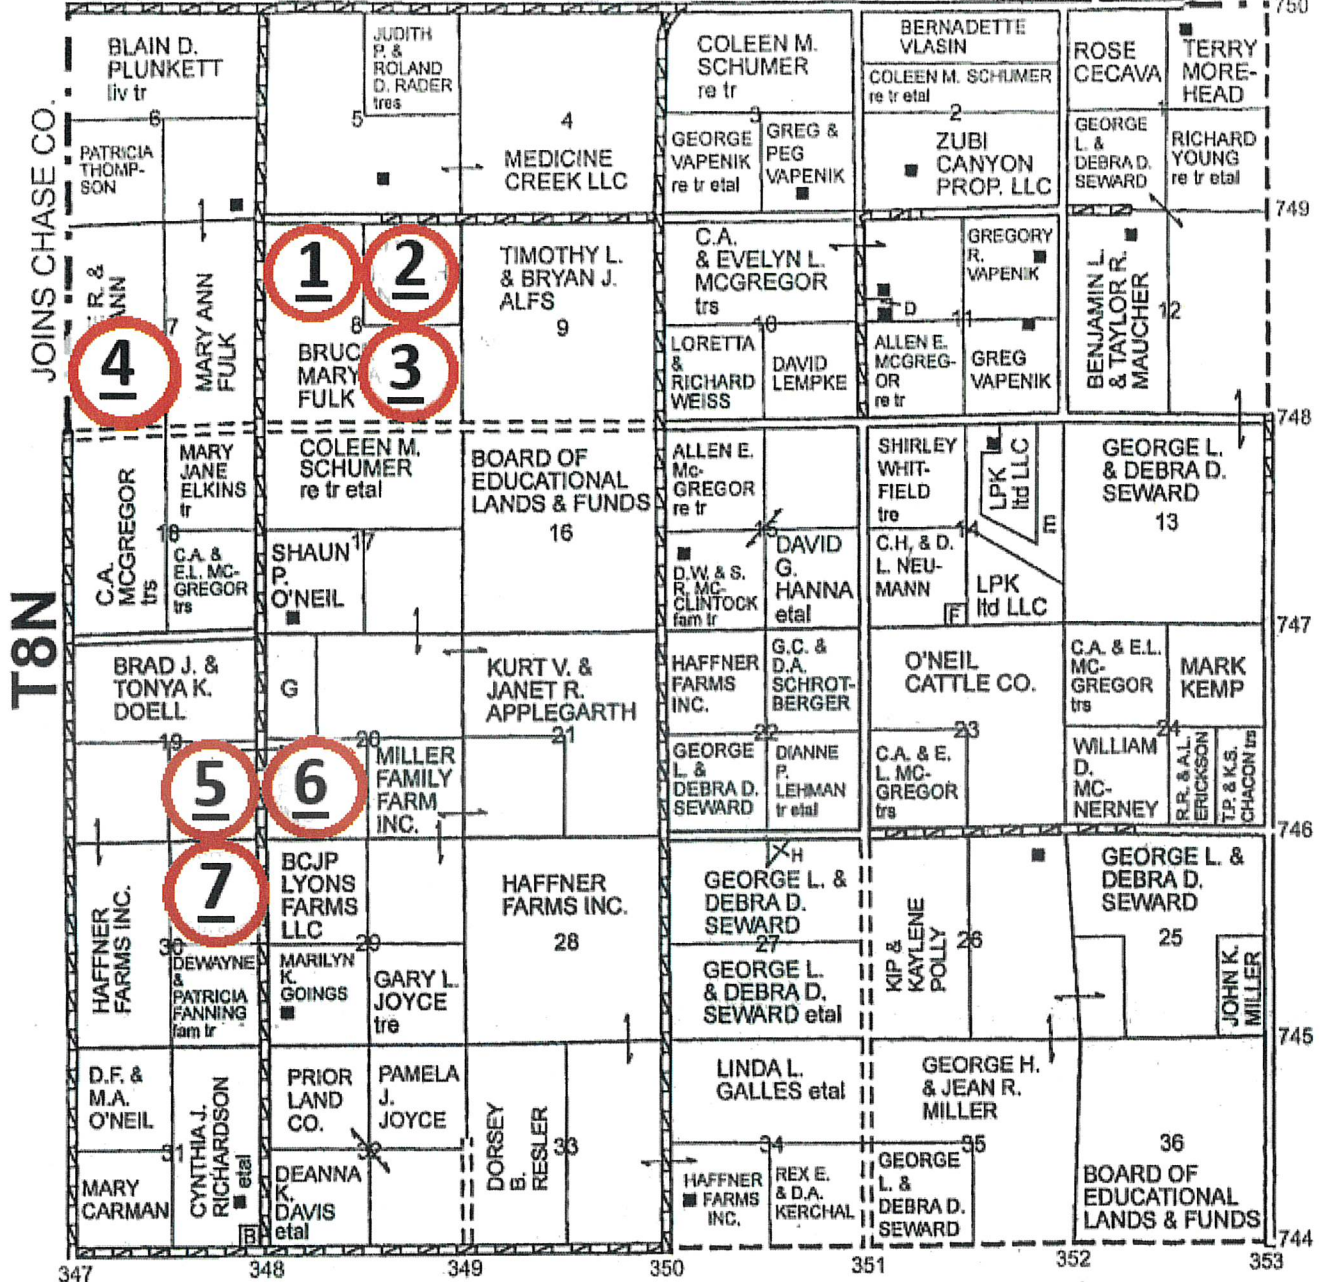 750
BLAIN D.
PLUNKETT
liv tr
6
JUDITH
P. &
ROLAND
D. RADER
tres
5
4
MEDICINE
CREEK LLC
COLEEN M.
SCHUMER
re tr
3
BERNADETTE
VLASIN
COLEEN M. SCHUMER
re tr etal
2
ROSE
CECAVA
1
TERRY
MORE-
HEAD
PATRICIA
THOMP-
SON
GEORGE
VAPENIK
re tr etal
GREG &
PEG
VAPENIK
ZUBI
CANYON
PROP. LLC
GEORGE
L. &
DEBRA D.
SEWARD
RICHARD
YOUNG
re tr etal
749
JOINS CHASE CO.
T8N
R. &
ANN
7
4
MARY ANN
FULK
1
2
8
BRUC
MARY
FULK
3
TIMOTHY L.
& BRYAN J.
ALFS
9
C.A.
& EVELYN L.
MCGREGOR
trs
10
LORETTA
&
RICHARD
WEISS
DAVID
LEMPKE
GREGORY
R.
VAPENIK
D
11
ALLEN E.
MCGREG-
OR
re tr
GREG
VAPENIK
BENJAMIN L.
& TAYLOR R.
MAUCHER
12
748
C.A.
MCGREGOR
trs
MARY
JANE
ELKINS
tr
18
C.A. &
E.L. MC-
GREGOR
trs
COLEEN M.
SCHUMER
re tr etal
17
SHAUN
P.
O'NEIL
BOARD OF
EDUCATIONAL
LANDS & FUNDS
16
ALLEN E.
Mc-
GREGOR
re tr
15
D.W. & S.
R. MC-
CLINTOCK
fam tr
DAVID
G.
HANNA
etal
SHIRLEY
WHIT-
FIELD
tre
14
C.H, & D.
L. NEU-
MANN
F
LPK
ltd LLC
E
LPK
ltd LLC
GEORGE L.
& DEBRA D.
SEWARD
13
747
BRAD J. &
TONYA K.
DOELL
19
5
G
20
6
MILLER
FAMILY
FARM
INC.
KURT V. &
JANET R.
APPLEGARTH
21
HAFFNER
FARMS
INC.
G.C. &
D.A.
SCHROT-
BERGER
22
GEORGE
L. &
DEBRA D.
SEWARD
DIANNE
P.
LEHMAN
tr etal
O'NEIL
CATTLE CO.
23
C.A. & E.
L. MC-
GREGOR
trs
C.A. & E.L.
MC-
GREGOR
trs
MARK
KEMP
24
WILLIAM
D.
MC-
NERNEY
R.R. & A.L.
ERICKSON
T.P. & K.S.
CHACON trs
746
HAFFNER
FARMS INC.
7
30
DEWAYNE
&
PATRICIA
FANNING
fam tr
BCJP
LYONS
FARMS
LLC
29
MARILYN
K.
GOINGS
GARY L.
JOYCE
tre
HAFFNER
FARMS INC.
28
H
GEORGE L. &
DEBRA D.
SEWARD
27
GEORGE L.
& DEBRA D.
SEWARD etal
KIP &
KAYLENE
POLLY
26
GEORGE L. &
DEBRA D.
SEWARD
25
JOHN K.
MILLER
745
D.F. &
M.A.
O'NEIL
31
MARY
CARMAN
CYNTHIA J.
RICHARDSON
etal
B
PRIOR
LAND
CO.
PAMELA
J.
JOYCE
32
DEANNA
K.
DAVIS
etal
DORSEY
B.
RESLER
33
LINDA L.
GALLES etal
34
HAFFNER
FARMS
INC.
REX E.
& D.A.
KERCHAL
GEORGE H.
& JEAN R.
MILLER
35
GEORGE
L. &
DEBRA D.
SEWARD
36
BOARD OF
EDUCATIONAL
LANDS & FUNDS
744
347
348
349
350
351
352
353